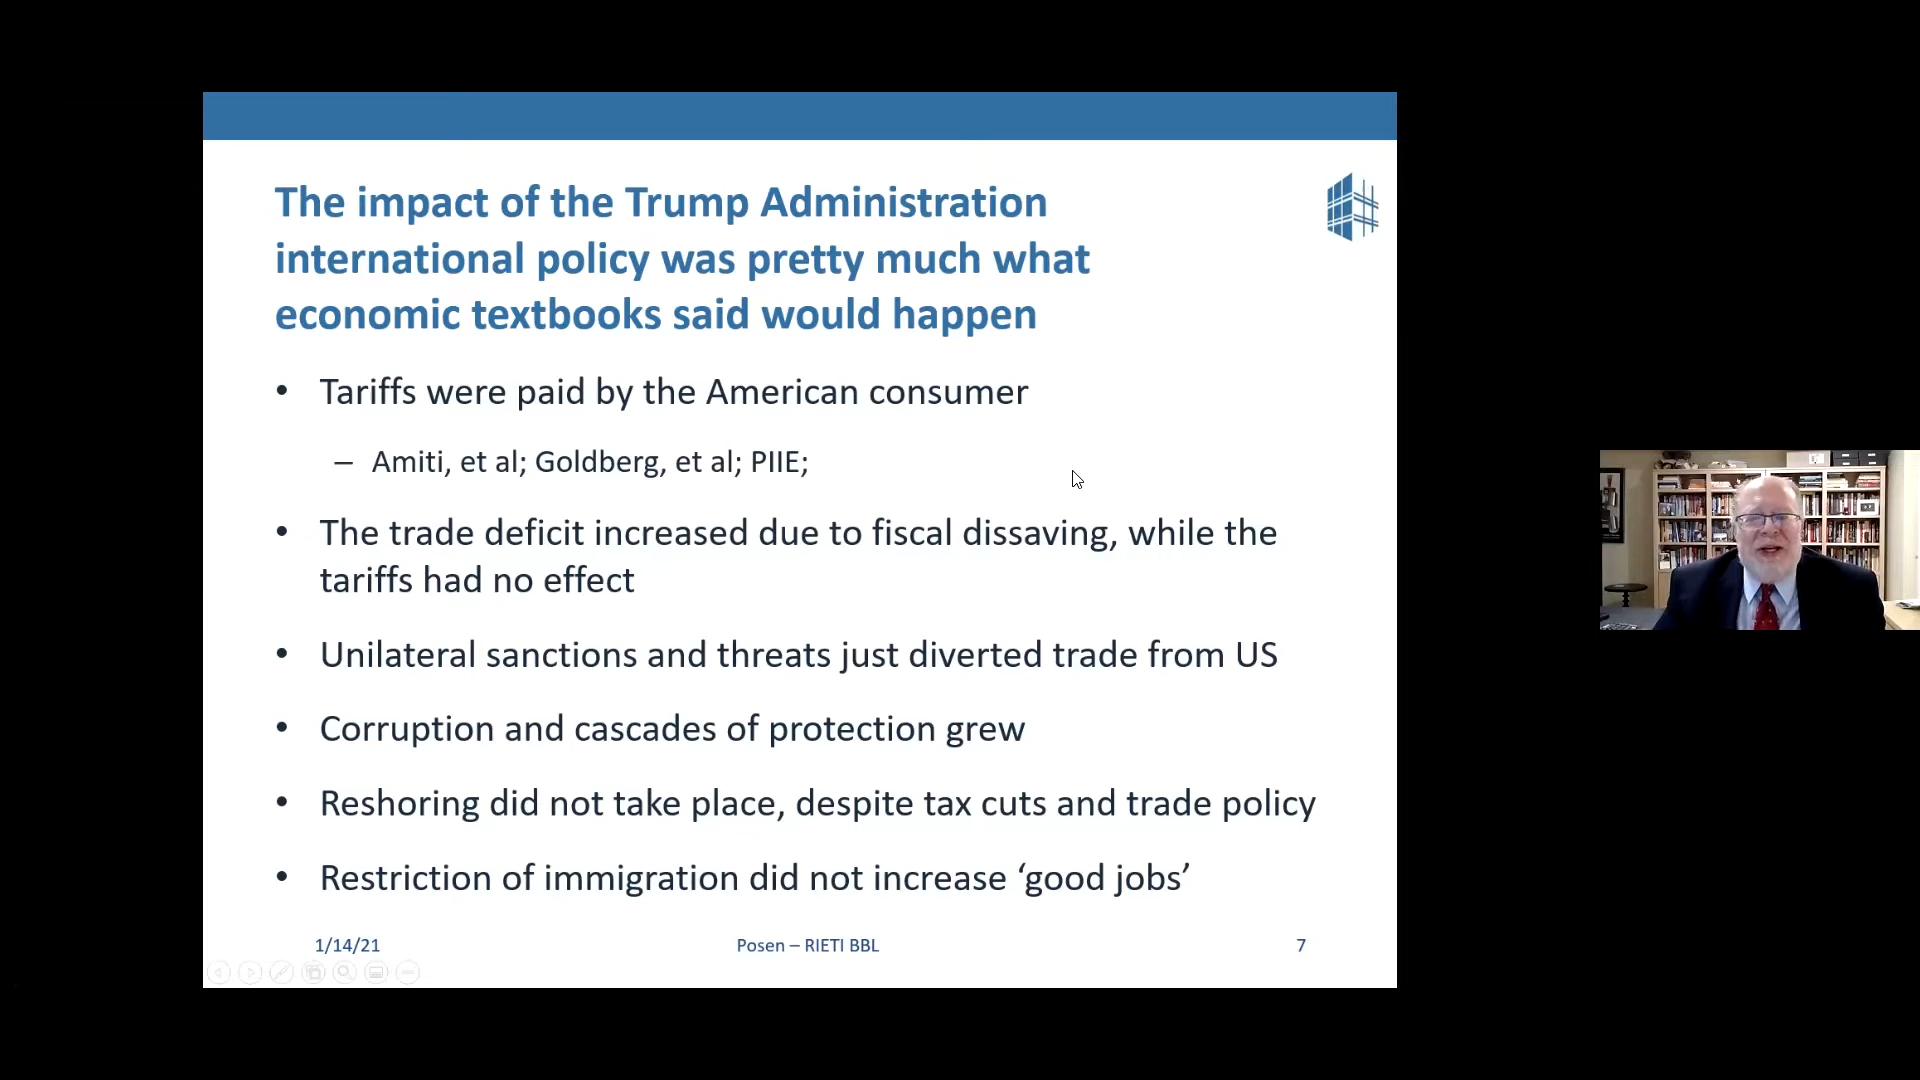 The impact of the Trump Administration
international policy was pretty much what
economic textbooks said would happen
• Tariffs were paid by the American consumer
– Amiti, et al; Goldberg, et al; PIIE;
• The trade deficit increased due to fiscal dissaving, while the
tariffs had no effect
• Unilateral sanctions and threats just diverted trade from US
• Corruption and cascades of protection grew
• Reshoring did not take place, despite tax cuts and trade policy
• Restriction of immigration did not increase ‘good jobs’
1/14/21
Posen – RIETI BBL
7